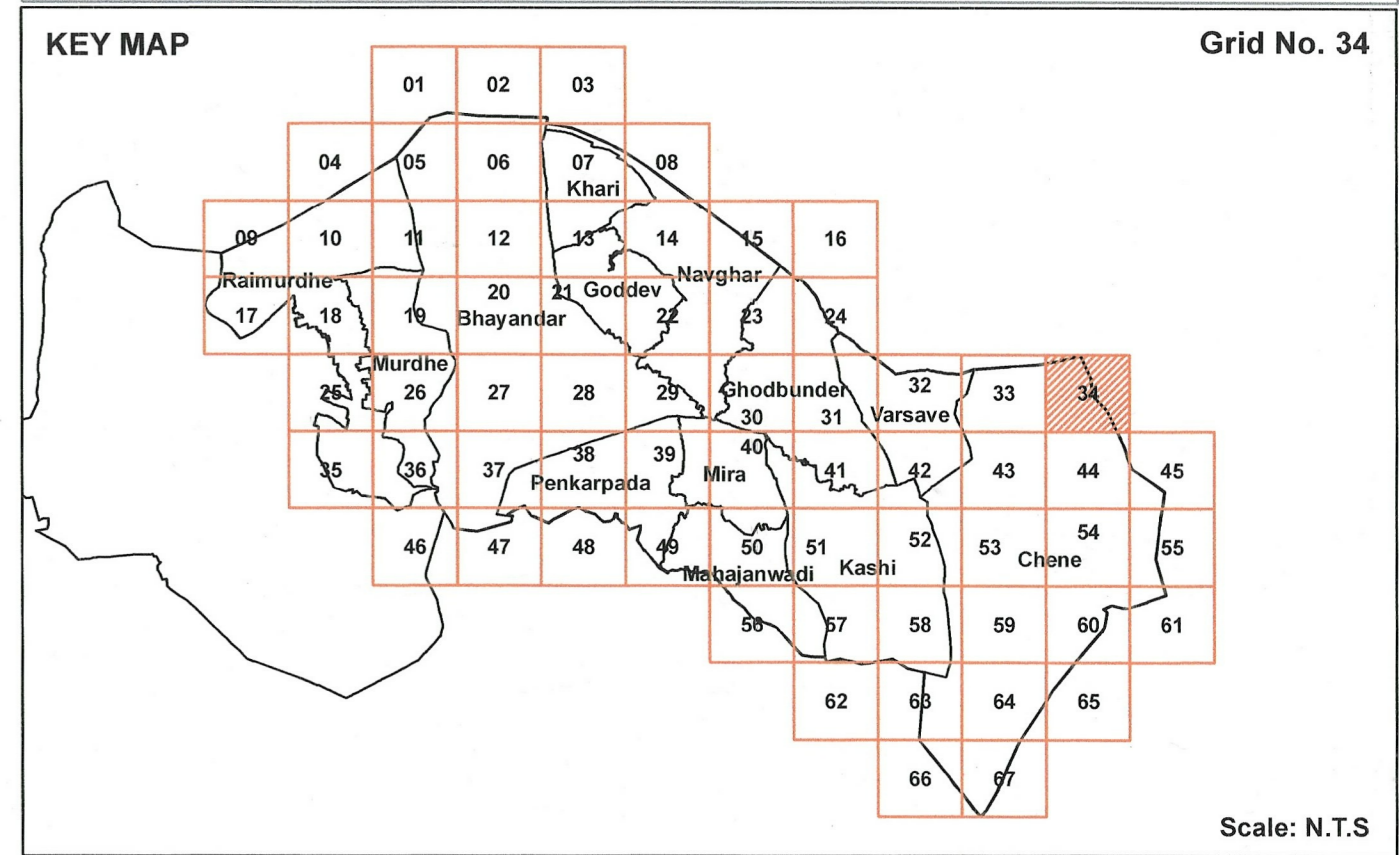 KEY MAP
Grid No. 34
01 02 03
04 05 06 07 08
Khari
09 10 11 12 13 14 15 16
Raimurdhe Navghar
20 21 Goddev
17 18 19 Bhayandar 22 23 24
Murdhe
25 26 27 28 29 Ghodbunder 32 33 34
30 31 Varsave
40
35 36 37 38 39 Mira 41 42 43 44 45
Penkarpada
54
46 47 48 49 50 51 52 53 Chene 55
Mahajanwadi Kashi
56 57 58 59 60 61
62 63 64 65
66 67
Scale: N.T.S